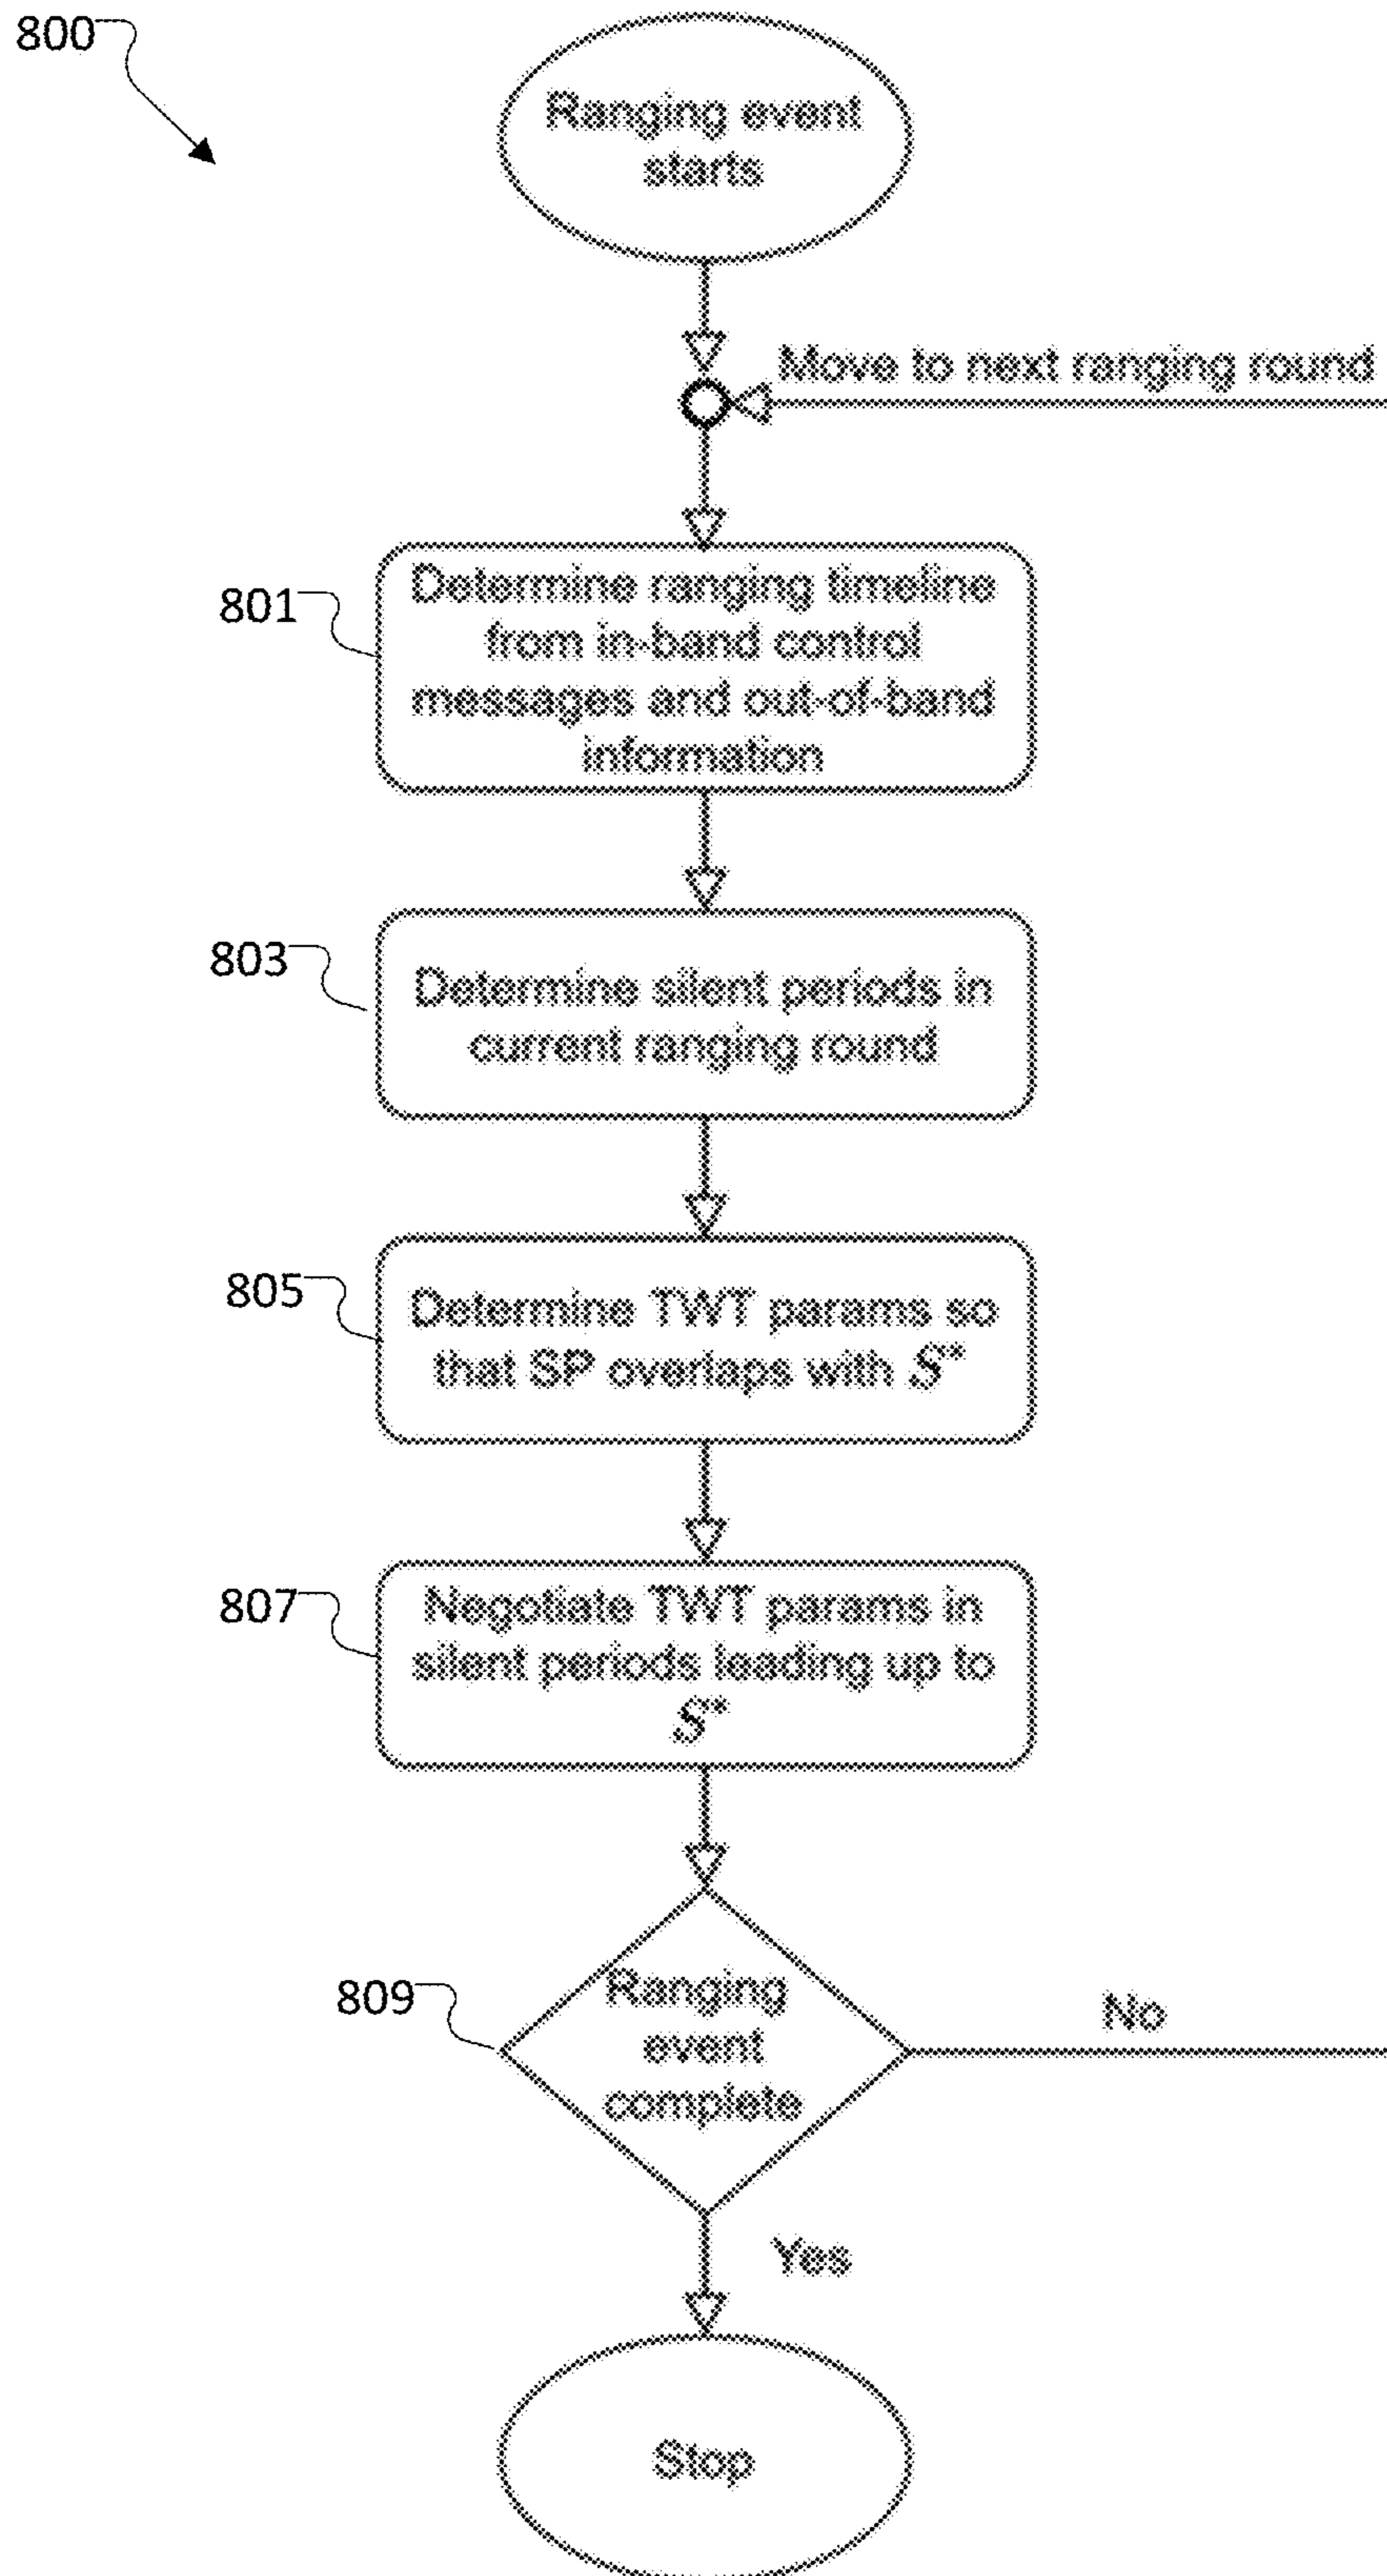 800
Ranging event
starts
Move to next ranging round
801
Determine ranging timeline
from in-band control
messages and out-of-band
information
803
Determine silent periods in
current ranging round
805
Determine TWT params so
that SP overlaps with S*
807
Negotiate TWT params in
silent periods leading up to
S*
809
Ranging
event
complete
No
Yes
Stop